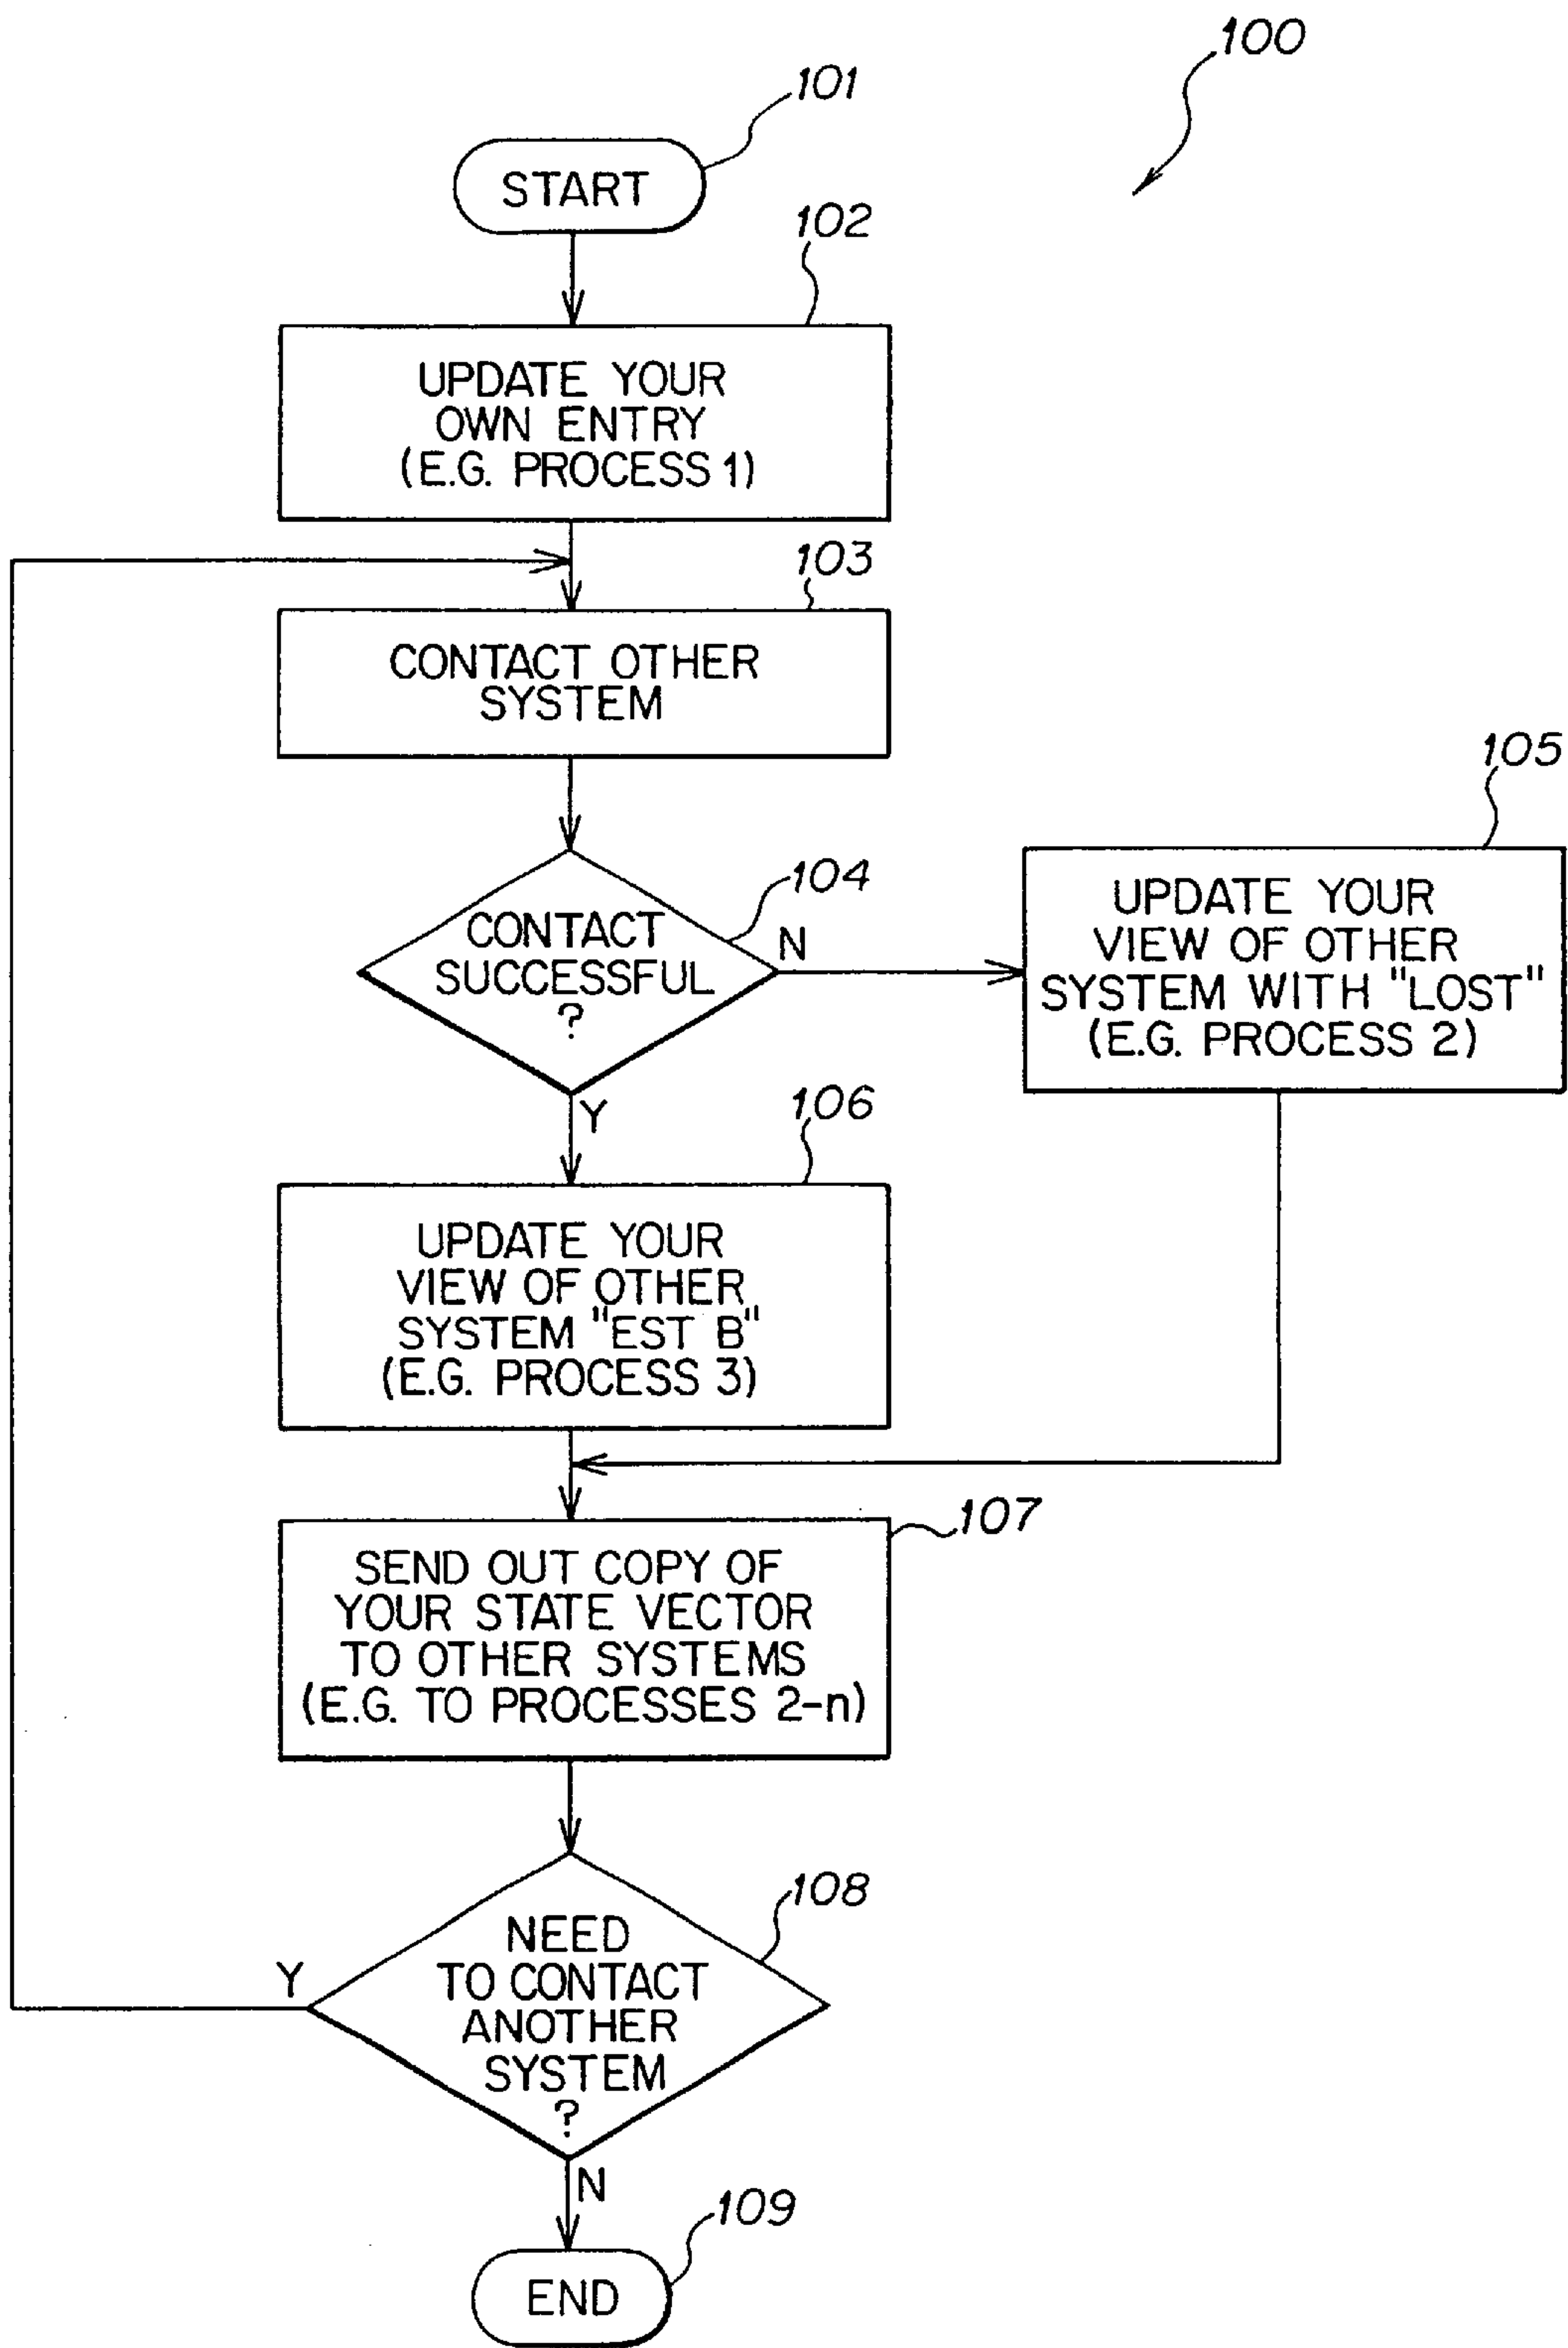 100
101
START
102
UPDATE YOUR
OWN ENTRY
(E.G. PROCESS 1)
103
CONTACT OTHER
SYSTEM
104
CONTACT
SUCCESSFUL
?
N
105
UPDATE YOUR
VIEW OF OTHER
SYSTEM WITH "LOST"
(E.G. PROCESS 2)
Y
106
UPDATE YOUR
VIEW OF OTHER
SYSTEM "EST B"
(E.G. PROCESS 3)
107
SEND OUT COPY OF
YOUR STATE VECTOR
TO OTHER SYSTEMS
(E.G. TO PROCESSES 2-n)
108
NEED
TO CONTACT
ANOTHER
SYSTEM
?
Y
N
109
END